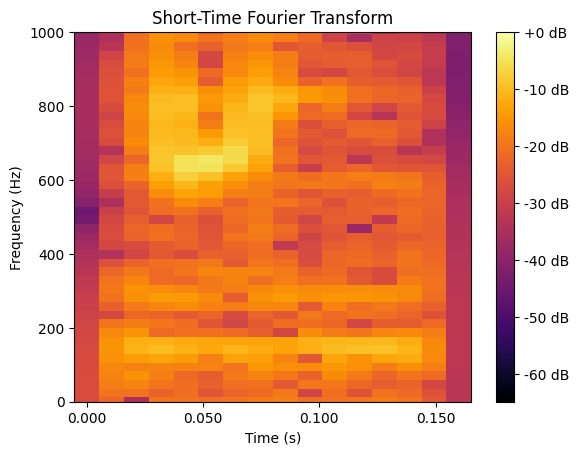 Short-Time Fourier Transform
1000
800
600
400
200
0
Frequency (Hz)
0.000
0.050
0.100
0.150
Time (s)
+0 dB
-10 dB
-20 dB
-30 dB
-40 dB
-50 dB
-60 dB